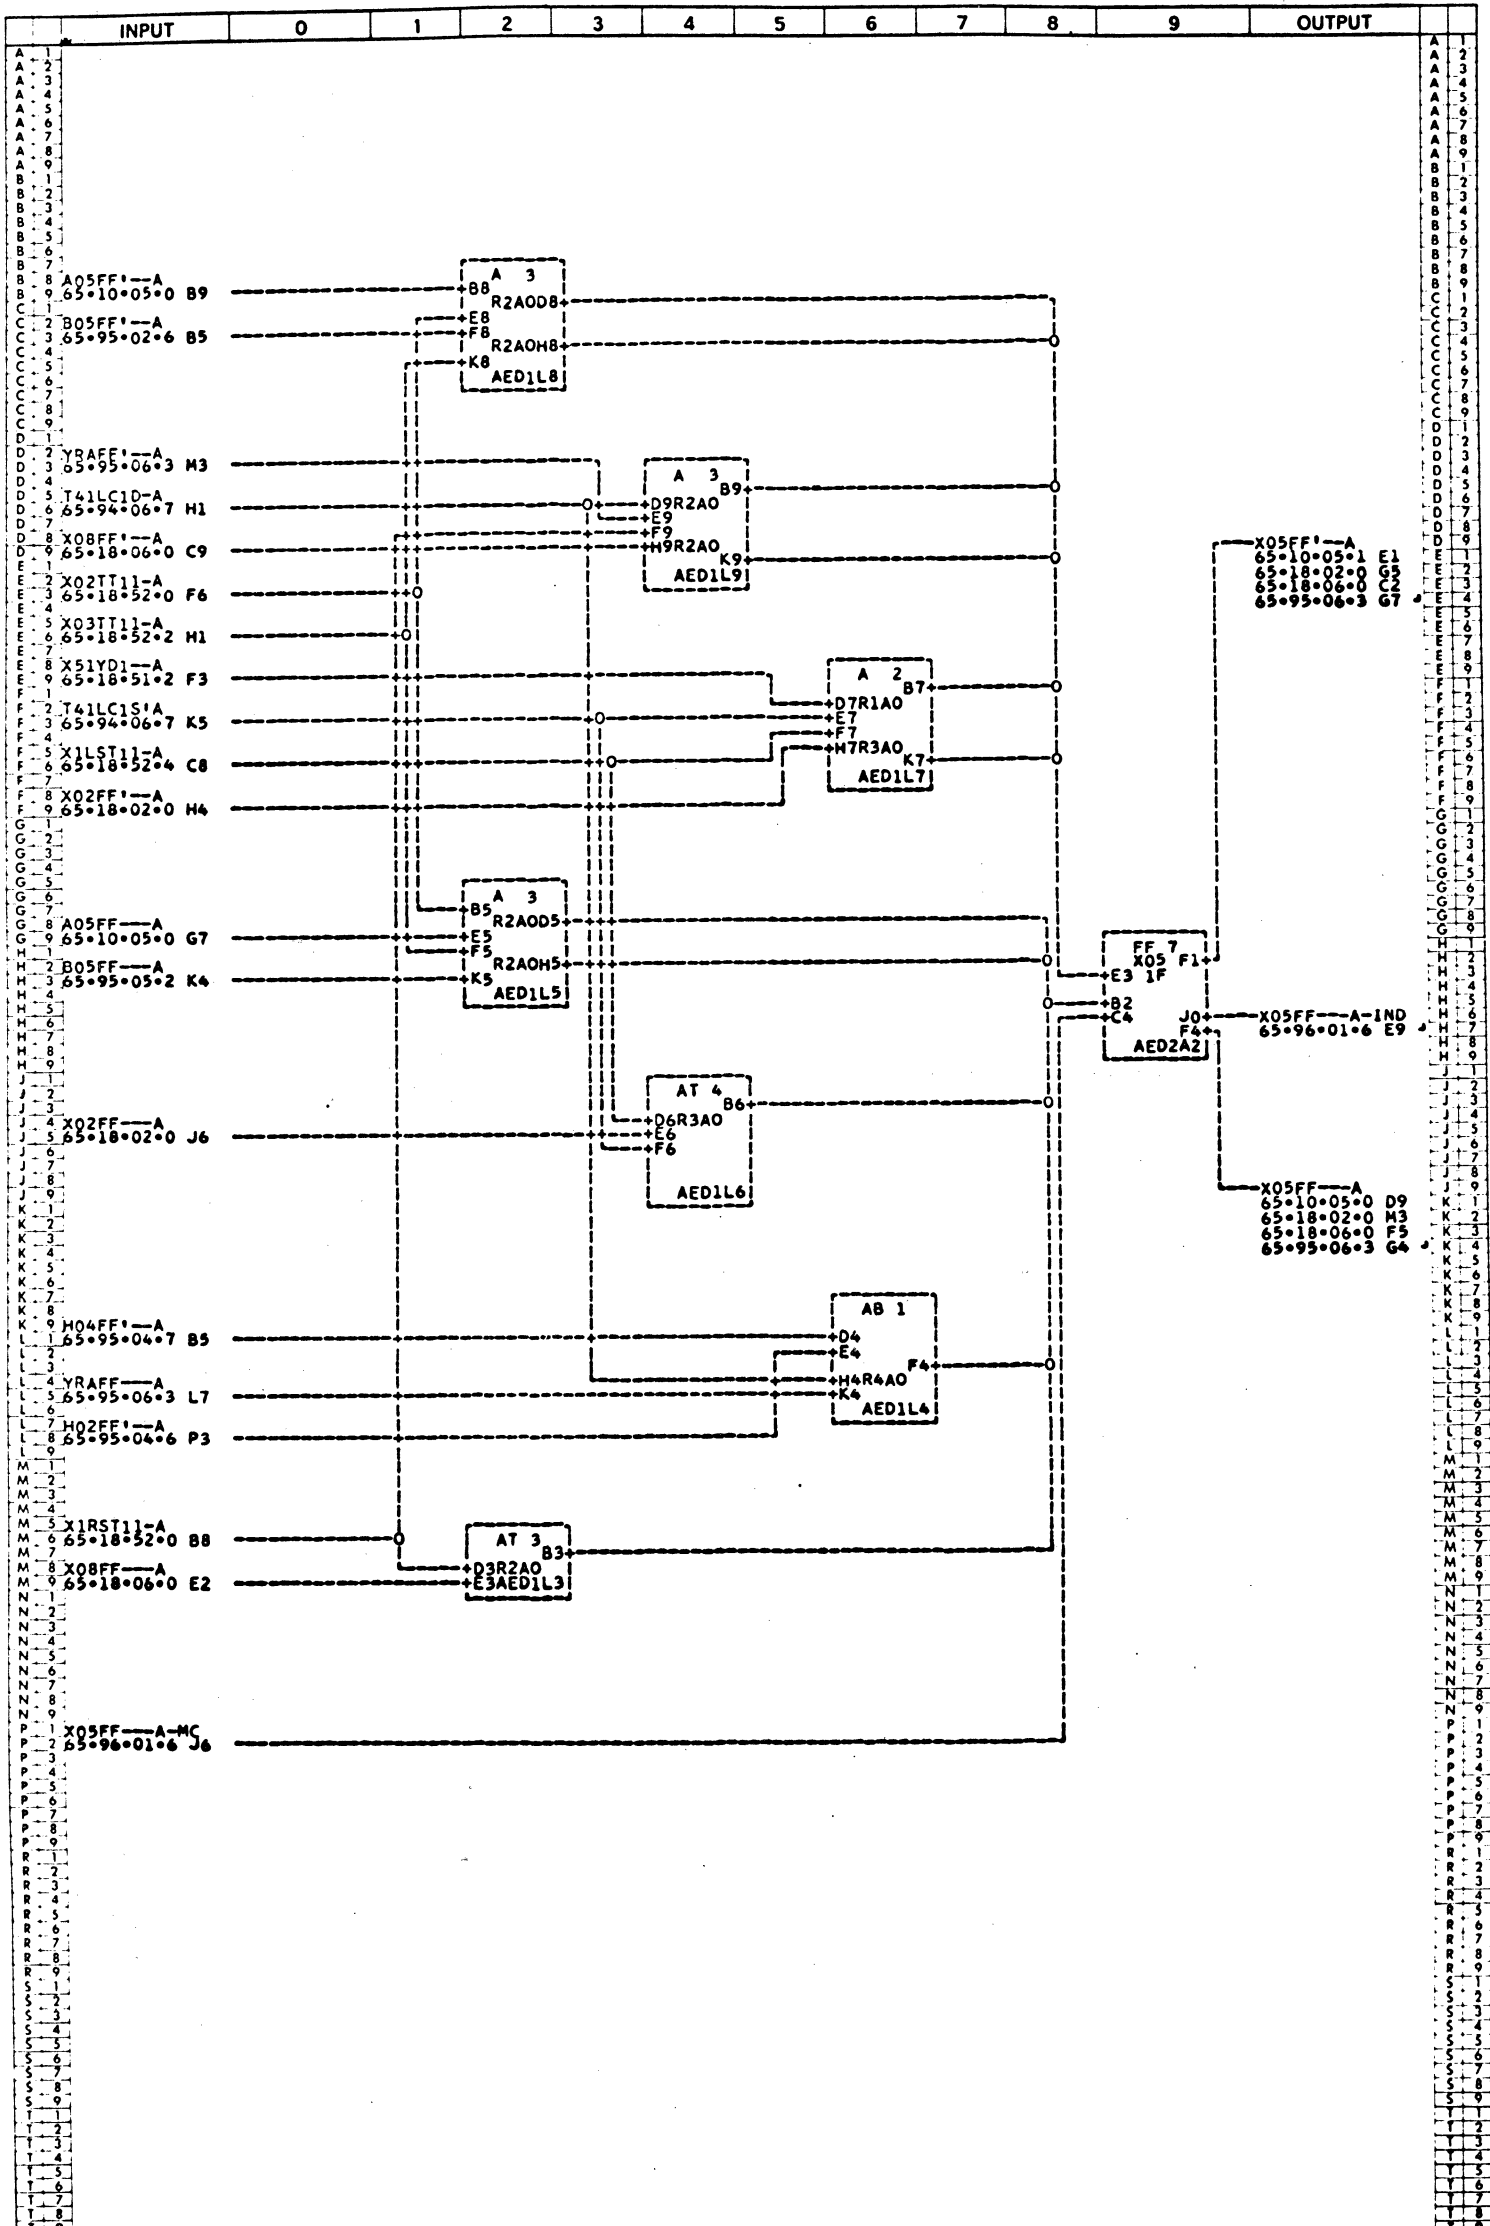 INPUT 0 1 2 3 4 5 6 7 8 9 OUTPUT
A05FF'--A
65•10•05•0 B9
B05FF'--A
65•95•02•6 B5
A 3
B8
R2AOD8
E8
F8
R2AOH8
K8
AED1L8
YRAFF'--A
65•95•06•3 M3
T41LC1D-A
65•94•06•7 H1
X08FF'--A
65•18•06•0 C9
A 3
B9
D9R2AO
E9
F9
H9R2AO
K9
AED1L9
X02TT11-A
65•18•52•0 F6
X03TT11-A
65•18•52•2 H1
X51YD1--A
65•18•51•2 F3
T41LC1S'A
65•94•06•7 K5
X1LST11-A
65•18•52•4 C8
X02FF'--A
65•18•02•0 H4
A 2
B7
D7R1AO
E7
F7
H7R3AO
K7
AED1L7
X05FF'--A
65•10•05•1 E1
65•18•02•0 G5
65•18•06•0 C2
65•95•06•3 G7
A05FF---A
65•10•05•0 G7
B05FF---A
65•95•05•2 K4
A 3
B5
R2AOD5
E5
F5
R2AOH5
K5
AED1L5
FF 7
X05 F1
E3 1F
B2
C4 J0
F4
AED2A2
X05FF---A-IND
65•96•01•6 E9
X02FF---A
65•18•02•0 J6
AT 4
B6
D6R3AO
E6
F6
AED1L6
X05FF---A
65•10•05•0 D9
65•18•02•0 M3
65•18•06•0 F5
65•95•06•3 G4
H04FF'--A
65•95•04•7 B5
YRAFF---A
65•95•06•3 L7
H02FF'--A
65•95•04•6 P3
AB 1
D4
E4
F4
H4R4AO
K4
AED1L4
X1RST11-A
65•18•52•0 B8
X08FF---A
65•18•06•0 E2
AT 3
B3
D3R2AO
E3AED1L3
X05FF---A-MC
65•96•01•6 J6